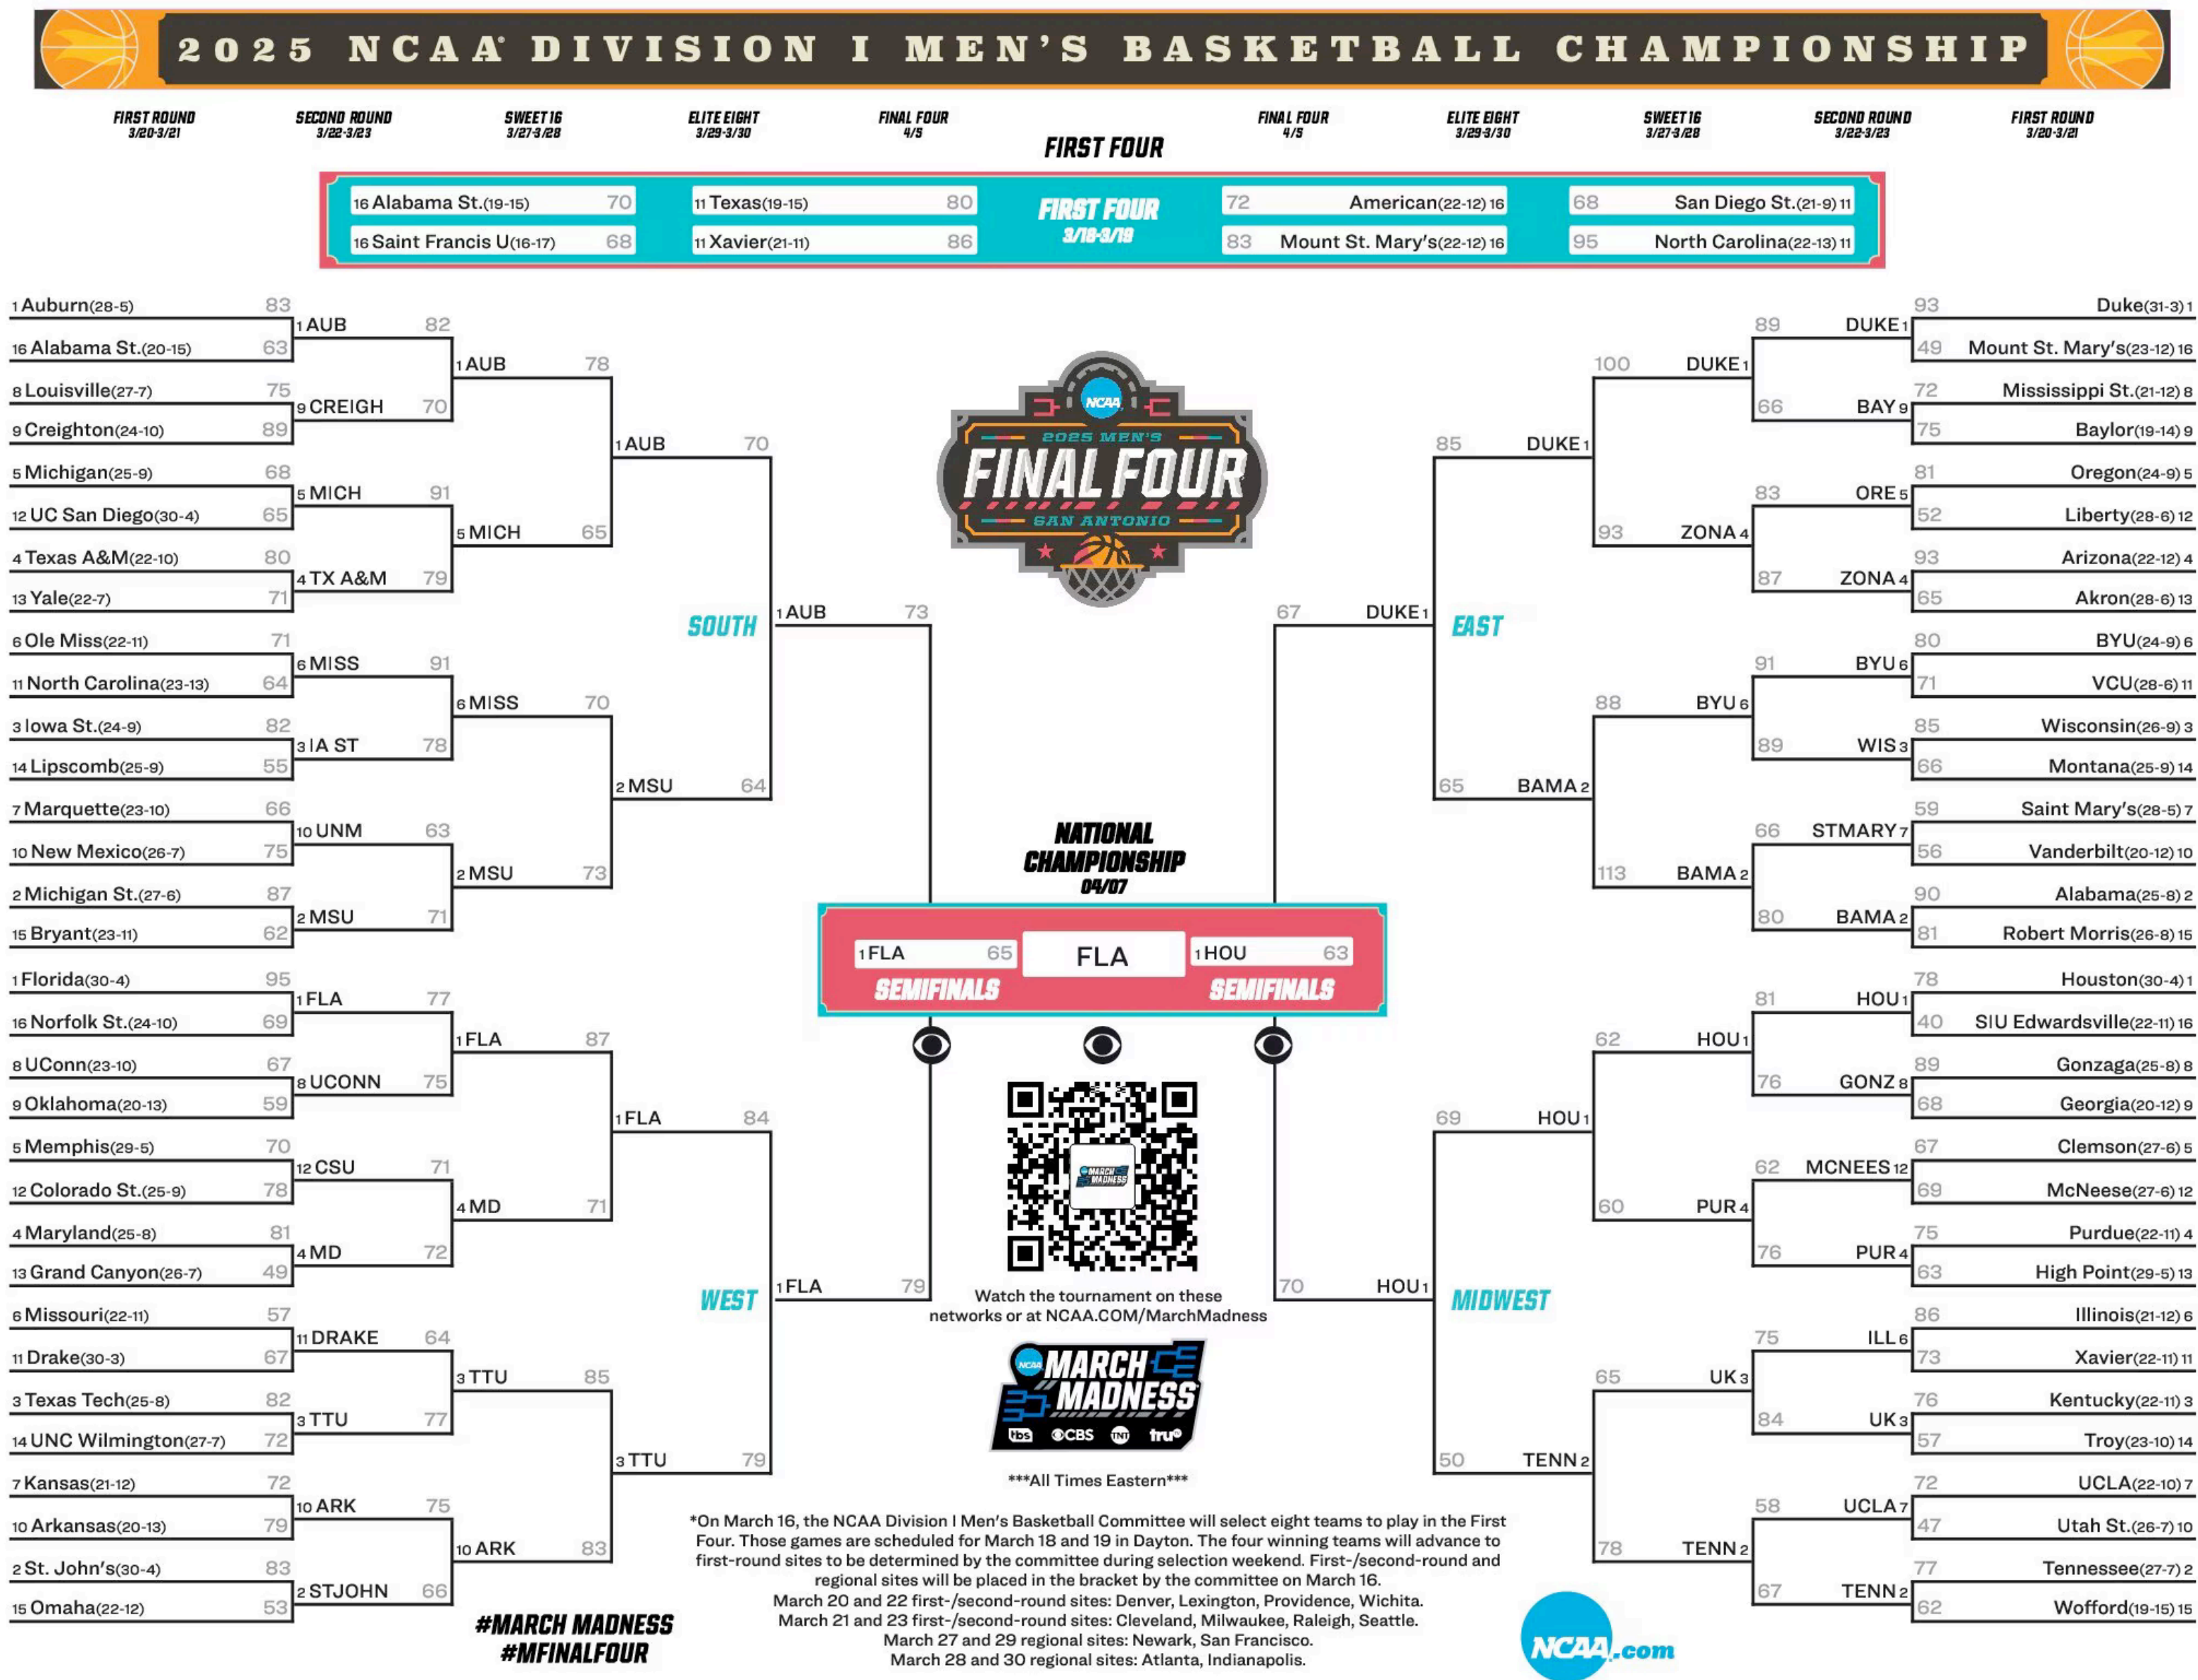 2025 NCAA® DIVISION I MEN'S BASKETBALL CHAMPIONSHIP
FIRST ROUND SECOND ROUND SWEET 16 ELITE EIGHT FINAL FOUR FINAL FOUR ELITE EIGHT SWEET 16 SECOND ROUND FIRST ROUND
3/20-3/21 3/22-3/23 3/27-3/28 3/29-3/30 4/5 4/5 3/29-3/30 3/27-3/28 3/22-3/23 3/20-3/21
FIRST FOUR
16 Alabama St.(19-15) 70
16 Saint Francis U(16-17) 68
11 Texas(19-15) 80
11 Xavier(21-11) 86
FIRST FOUR
3/18-3/19
72 American(22-12) 16
83 Mount St. Mary's(22-12) 16
68 San Diego St.(21-9) 11
95 North Carolina(22-13) 11
1 Auburn(28-5) 83
16 Alabama St.(20-15) 63
8 Louisville(27-7) 75
9 Creighton(24-10) 89
5 Michigan(25-9) 68
12 UC San Diego(30-4) 65
4 Texas A&M(22-10) 80
13 Yale(22-7) 71
6 Ole Miss(22-11) 71
11 North Carolina(23-13) 64
3 Iowa St.(24-9) 82
14 Lipscomb(25-9) 55
7 Marquette(23-10) 66
10 New Mexico(26-7) 75
2 Michigan St.(27-6) 87
15 Bryant(23-11) 62
1 AUB 82
9 CREIGH 70
5 MICH 91
4 TX A&M 79
6 MISS 91
3 IA ST 78
10 UNM 63
2 MSU 71
1 AUB 78
5 MICH 65
6 MISS 70
2 MSU 73
1 AUB 70
2 MSU 64
SOUTH
1 AUB 73
1 Florida(30-4) 95
16 Norfolk St.(24-10) 69
8 UConn(23-10) 67
9 Oklahoma(20-13) 59
5 Memphis(29-5) 70
12 Colorado St.(25-9) 78
4 Maryland(25-8) 81
13 Grand Canyon(26-7) 49
6 Missouri(22-11) 57
11 Drake(30-3) 67
3 Texas Tech(25-8) 82
14 UNC Wilmington(27-7) 72
7 Kansas(21-12) 72
10 Arkansas(20-13) 79
2 St. John's(30-4) 83
15 Omaha(22-12) 53
1 FLA 77
8 UCONN 75
12 CSU 71
4 MD 72
11 DRAKE 64
3 TTU 77
10 ARK 75
2 STJOHN 66
1 FLA 87
4 MD 71
3 TTU 85
10 ARK 83
1 FLA 84
3 TTU 79
WEST
1 FLA 79
NCAA
2025 MEN'S
FINAL FOUR
SAN ANTONIO
NATIONAL
CHAMPIONSHIP
04/07
1 FLA 65
FLA
1 HOU 63
SEMIFINALS SEMIFINALS
MARCH
MADNESS
Watch the tournament on these
networks or at NCAA.COM/MarchMadness
NCAA MARCH
MADNESS
tbs CBS TNT tru
***All Times Eastern***
93 Duke(31-3) 1
49 Mount St. Mary's(23-12) 16
72 Mississippi St.(21-12) 8
75 Baylor(19-14) 9
81 Oregon(24-9) 5
52 Liberty(28-6) 12
93 Arizona(22-12) 4
65 Akron(28-6) 13
80 BYU(24-9) 6
71 VCU(28-6) 11
85 Wisconsin(26-9) 3
66 Montana(25-9) 14
59 Saint Mary's(28-5) 7
56 Vanderbilt(20-12) 10
90 Alabama(25-8) 2
81 Robert Morris(26-8) 15
89 DUKE 1
66 BAY 9
83 ORE 5
87 ZONA 4
91 BYU 6
89 WIS 3
66 STMARY 7
80 BAMA 2
100 DUKE 1
93 ZONA 4
88 BYU 6
113 BAMA 2
85 DUKE 1
65 BAMA 2
EAST
67 DUKE 1
78 Houston(30-4) 1
40 SIU Edwardsville(22-11) 16
89 Gonzaga(25-8) 8
68 Georgia(20-12) 9
67 Clemson(27-6) 5
69 McNeese(27-6) 12
75 Purdue(22-11) 4
63 High Point(29-5) 13
86 Illinois(21-12) 6
73 Xavier(22-11) 11
76 Kentucky(22-11) 3
57 Troy(23-10) 14
72 UCLA(22-10) 7
47 Utah St.(26-7) 10
77 Tennessee(27-7) 2
62 Wofford(19-15) 15
81 HOU 1
76 GONZ 8
62 MCNEES 12
76 PUR 4
75 ILL 6
84 UK 3
58 UCLA 7
67 TENN 2
62 HOU 1
60 PUR 4
65 UK 3
78 TENN 2
69 HOU 1
50 TENN 2
MIDWEST
70 HOU 1
*On March 16, the NCAA Division I Men's Basketball Committee will select eight teams to play in the First
Four. Those games are scheduled for March 18 and 19 in Dayton. The four winning teams will advance to
first-round sites to be determined by the committee during selection weekend. First-/second-round and
regional sites will be placed in the bracket by the committee on March 16.
March 20 and 22 first-/second-round sites: Denver, Lexington, Providence, Wichita.
March 21 and 23 first-/second-round sites: Cleveland, Milwaukee, Raleigh, Seattle.
March 27 and 29 regional sites: Newark, San Francisco.
March 28 and 30 regional sites: Atlanta, Indianapolis.
#MARCH MADNESS
#MFINALFOUR
NCAA.com